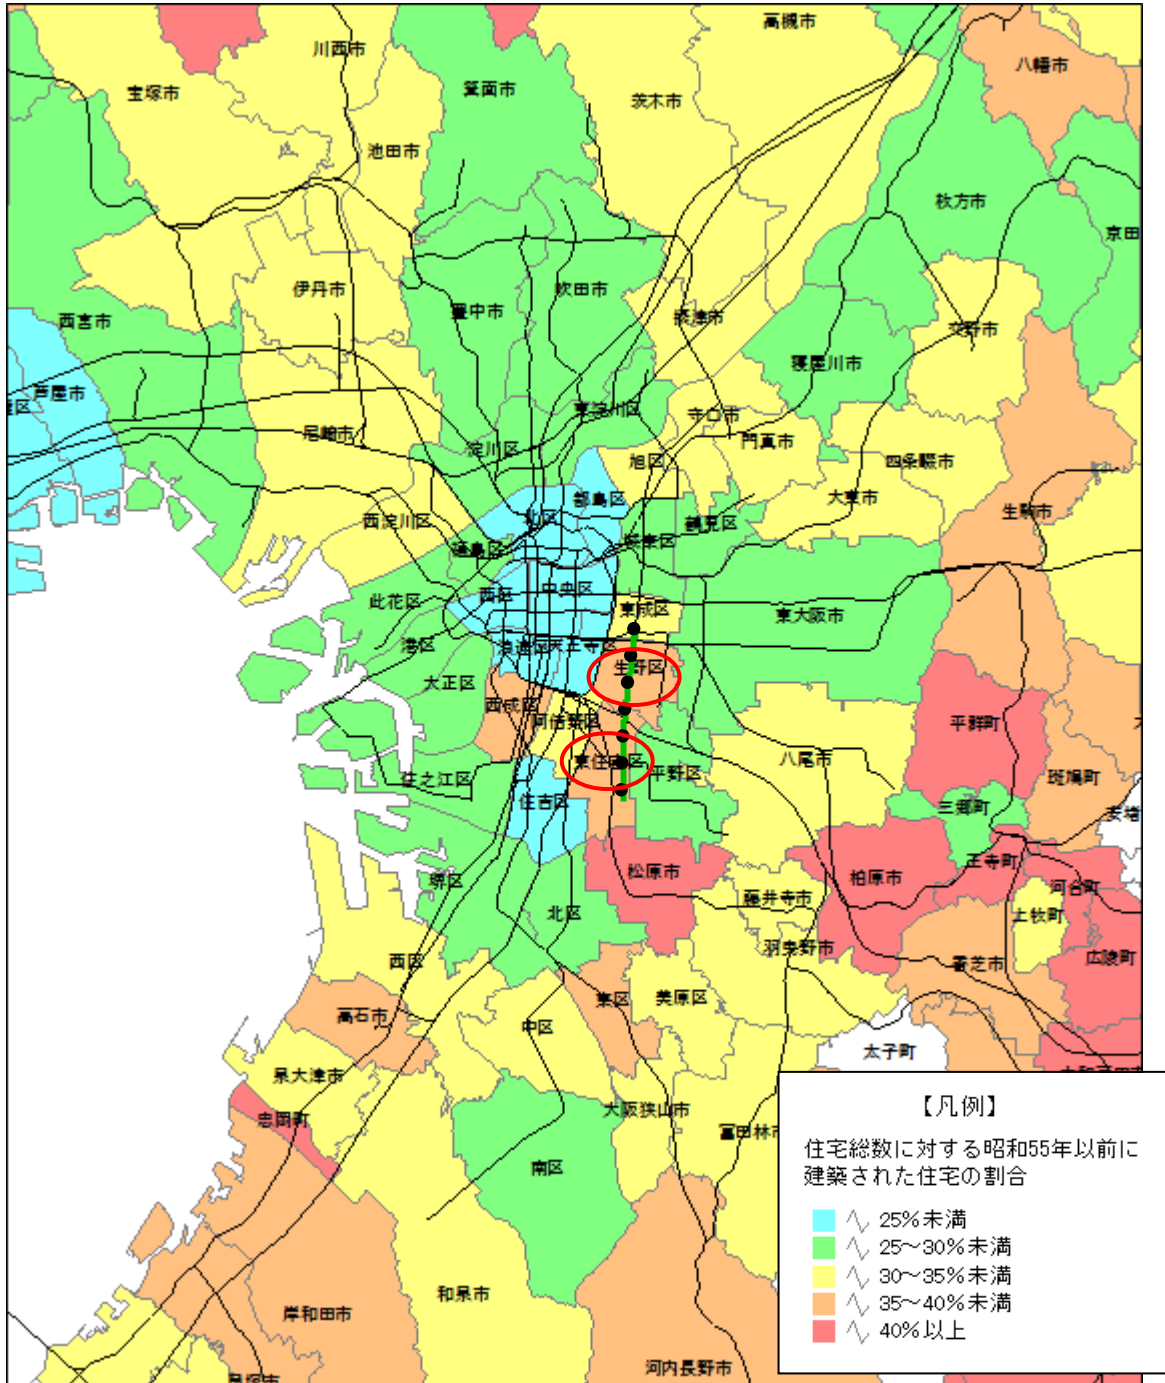 高槻市
川西市
八幡市
宝塚市
箕面市
茨木市
池田市
枚方市
京田
伊丹市
吹田市
豊中市
摂津市
西宮市
交野市
寝屋川市
芦屋市
区
東淀川区
守口市
尼崎市
門真市
淀川区
旭区
四条畷市
都島区
大東市
生駒市
北区
西淀川区
鶴見区
福島区
城東区
中央区
西区
此花区
東成区
東大阪市
港区
浪速区
天王寺区
生野区
大正区
西成区
阿倍野区
平群町
八尾市
東住吉区
平野区
斑鳩町
住之江区
住吉区
三郷町
安堵
松原市
王寺町
柏原市
堺区
河合町
藤井寺市
北区
上牧町
羽曳野市
西区
香芝市
広陵町
東区
美原区
高石市
中区
太子町
泉大津市
大和高田市
忠岡町
大阪狭山市
富田林市
南区
和泉市
岸和田市
河内長野市
貝塚市
【凡例】
住宅総数に対する昭和55年以前に
建築された住宅の割合
25%未満
25～30%未満
30～35%未満
35～40%未満
40%以上